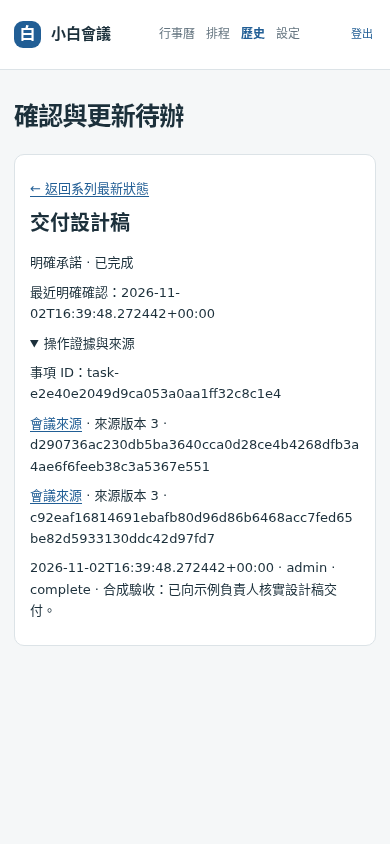 白 小白會議 行事曆 排程 歷史 設定 登出
確認與更新待辦
← 返回系列最新狀態
交付設計稿
明確承諾 · 已完成
最近明確確認：2026-11-
02T16:39:48.272442+00:00
▼ 操作證據與來源
事項 ID：task-
e2e40e2049d9ca053a0aa1ff32c8c1e4
會議來源 · 來源版本 3 ·
d290736ac230db5ba3640cca0d28ce4b4268dfb3a
4ae6f6feeb38c3a5367e551
會議來源 · 來源版本 3 ·
c92eaf16814691ebafb80d96d86b6468acc7fed65
be82d5933130ddc42d97fd7
2026-11-02T16:39:48.272442+00:00 · admin ·
complete · 合成驗收：已向示例負責人核實設計稿交
付。